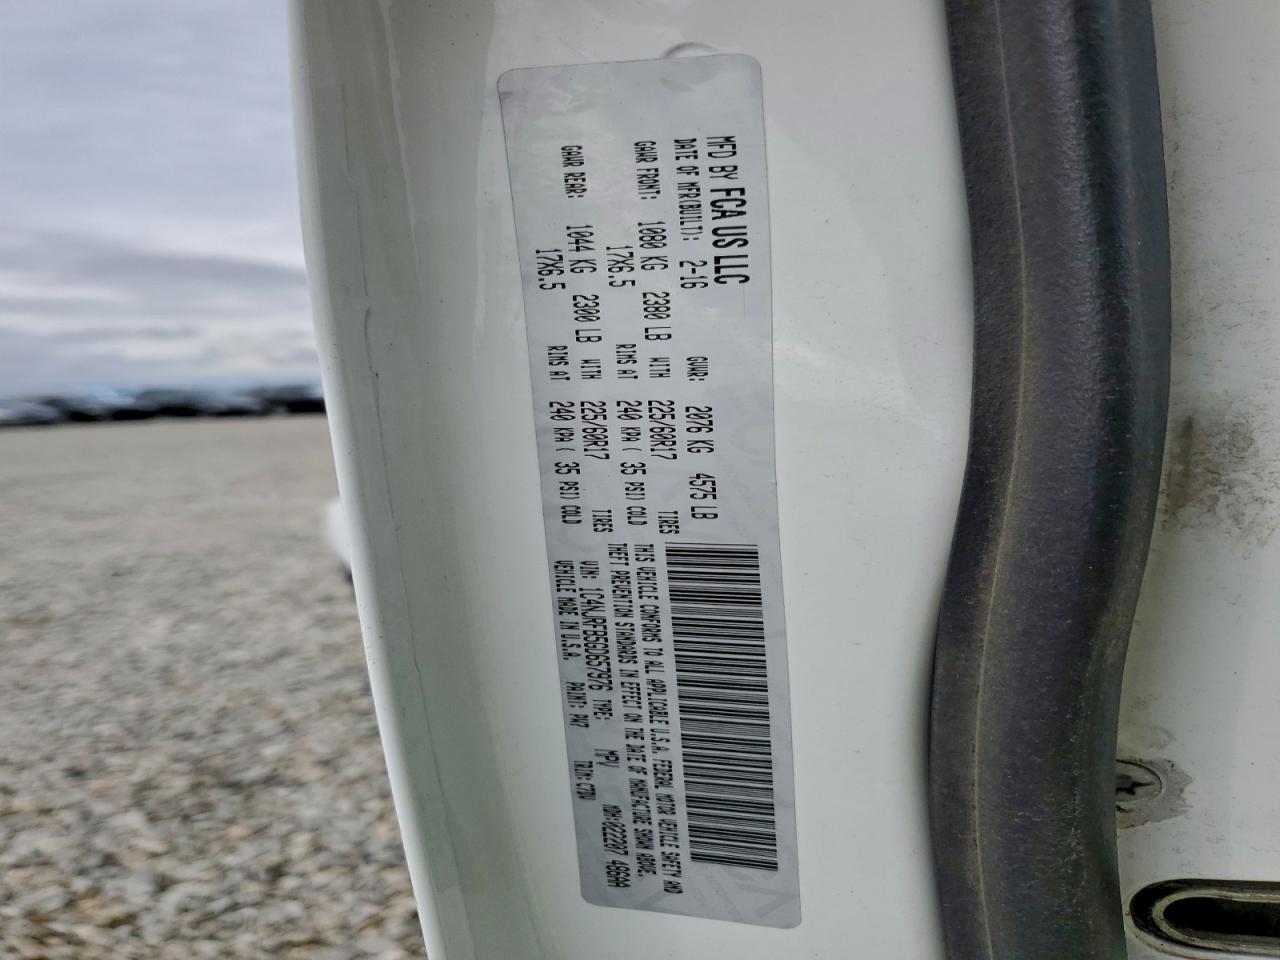 MFD BY FCA US LLC
DATE OF MFR(BUILT): 2-16 GVWR: 2076 KG 4575 LB
GAWR FRONT: 1080 KG 2380 LB WITH 225/60R17 TIRES
17X6.5 RIMS AT 240 KPA ( 35 PSI) COLD
GAWR REAR: 1044 KG 2300 LB WITH 225/60R17 TIRES
17X6.5 RIMS AT 240 KPA ( 35 PSI) COLD
THIS VEHICLE CONFORMS TO ALL APPLICABLE U.S.A. FEDERAL MOTOR VEHICLE SAFETY AND
THEFT PREVENTION STANDARDS IN EFFECT ON THE DATE OF MANUFACTURE SHOWN ABOVE.
VIN: 1C4NJRFB5GD657976 TYPE: MPV MDH:022207 486AA
VEHICLE MADE IN U.S.A. PAINT: PW7 TRIM: